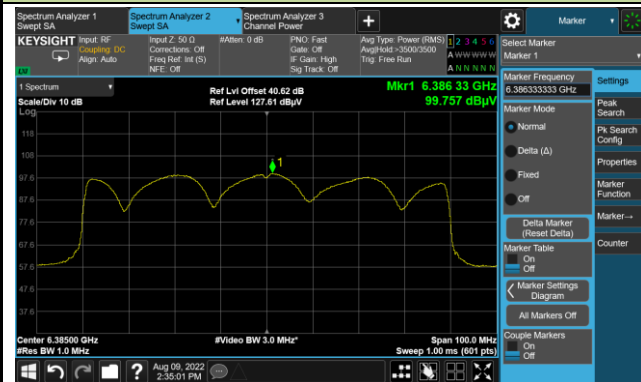 Spectrum Analyzer 1
Swept SA
Spectrum Analyzer 2
Swept SA
Spectrum Analyzer 3
Channel Power
+
Marker
KEYSIGHT
Input: RF
Coupling: DC
Align: Auto
Input Z: 50 Ω
Corrections: Off
Freq Ref: Int (S)
NFE: Off
#Atten: 0 dB
PNO: Fast
Gate: Off
IF Gain: High
Sig Track: Off
Avg Type: Power (RMS)
Avg|Hold:>3500/3500
Trig: Free Run
1 2 3 4 5 6
A W W W W W
A N N N N N
LXI
Select Marker
Marker 1
1 Spectrum
Scale/Div 10 dB
Log
Ref Lvl Offset 40.62 dB
Ref Level 127.61 dBµV
Mkr1 6.386 33 GHz
99.757 dBµV
118
108
97.6
87.6
77.6
67.6
57.6
47.6
37.6
1
Center 6.38500 GHz
#Res BW 1.0 MHz
#Video BW 3.0 MHz*
Span 100.0 MHz
Sweep 1.00 ms (601 pts)
Marker Frequency
6.386333333 GHz
Marker Mode
Normal
Delta (Δ)
Fixed
Off
Delta Marker
(Reset Delta)
Marker Table
On
Off
Marker Settings
Diagram
All Markers Off
Couple Markers
On
Off
Settings
Peak
Search
Pk Search
Config
Properties
Marker
Function
Marker→
Counter
Aug 09, 2022
2:35:01 PM